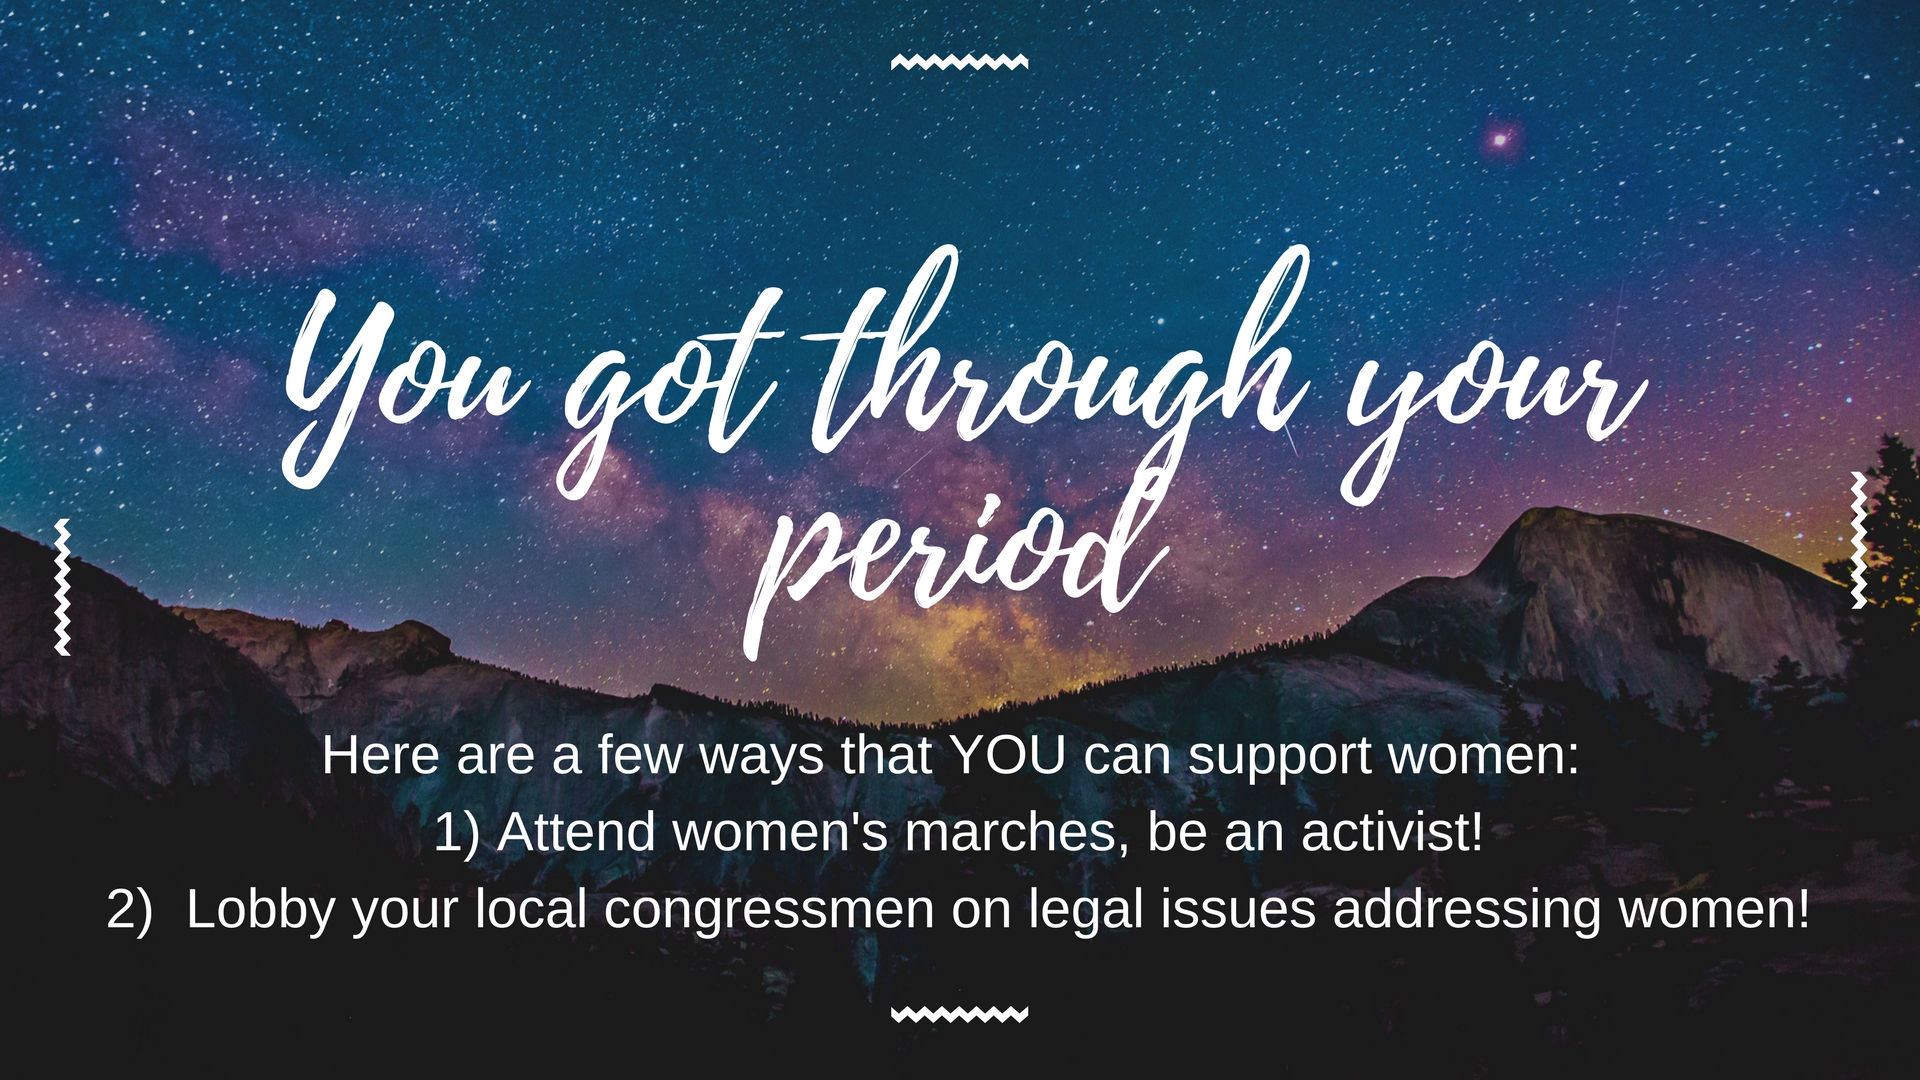 You got through your
period
Here are a few ways that YOU can support women:
1) Attend women's marches, be an activist!
2)  Lobby your local congressmen on legal issues addressing women!